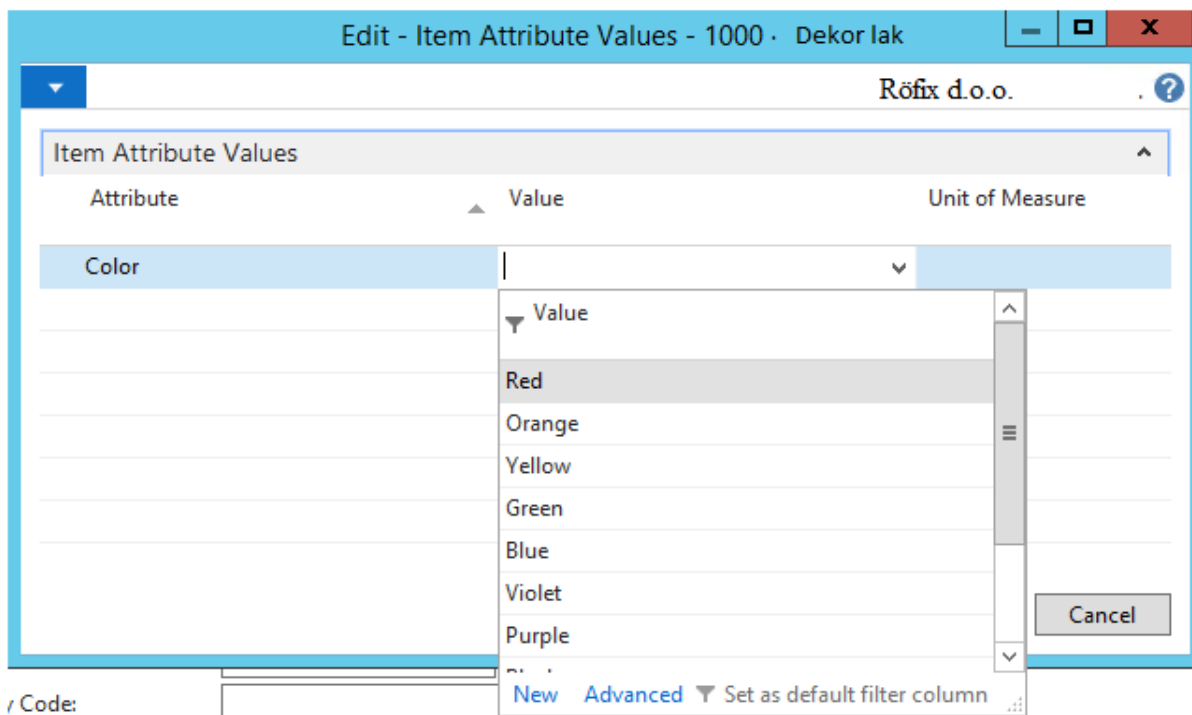 Edit - Item Attribute Values - 1000 · Dekor lak
Röfix d.o.o. .
Item Attribute Values
Attribute Value Unit of Measure
Color
Value
Red
Orange
Yellow
Green
Blue
Violet
Purple
Cancel
New Advanced Set as default filter column
y Code: